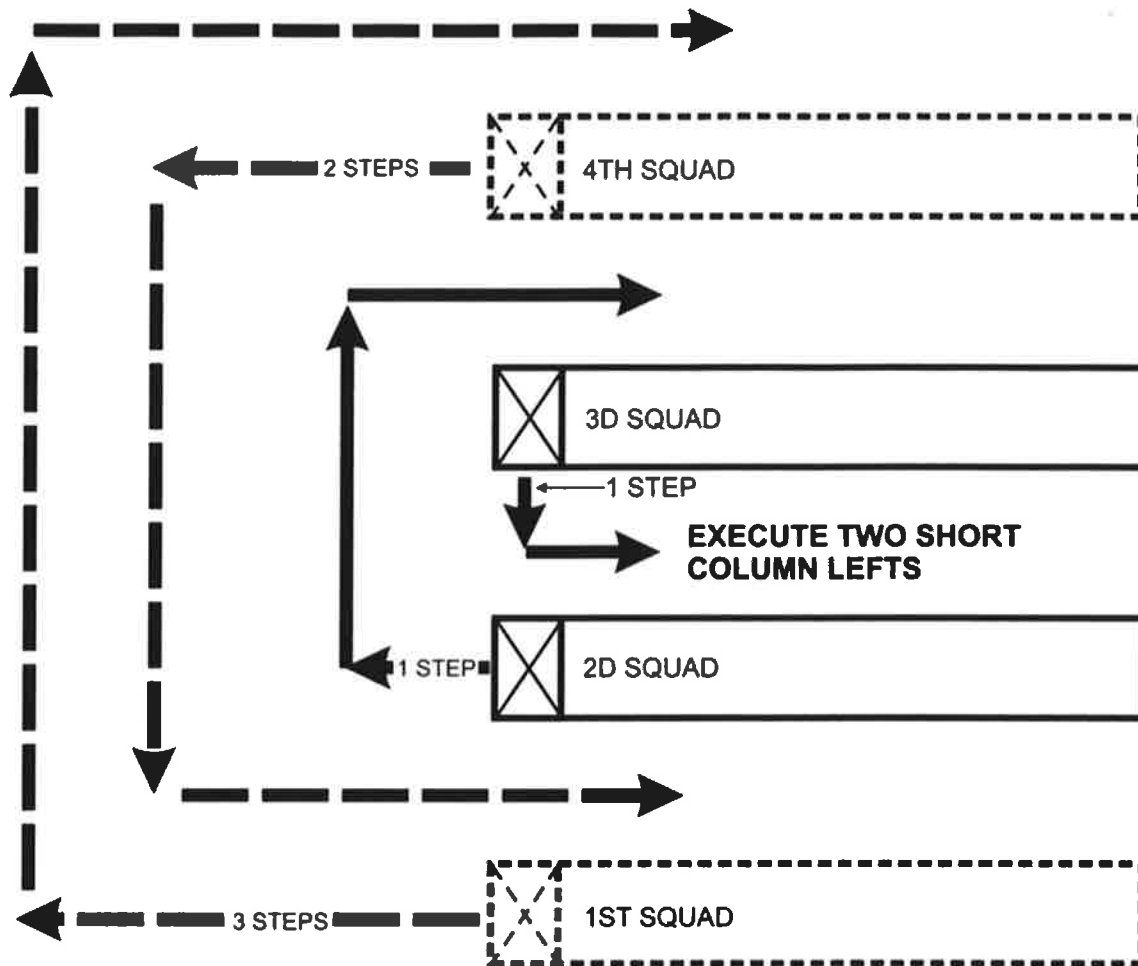 2 STEPS
4TH SQUAD
3D SQUAD
1 STEP
EXECUTE TWO SHORT
COLUMN LEFTS
1 STEP
2D SQUAD
3 STEPS
1ST SQUAD